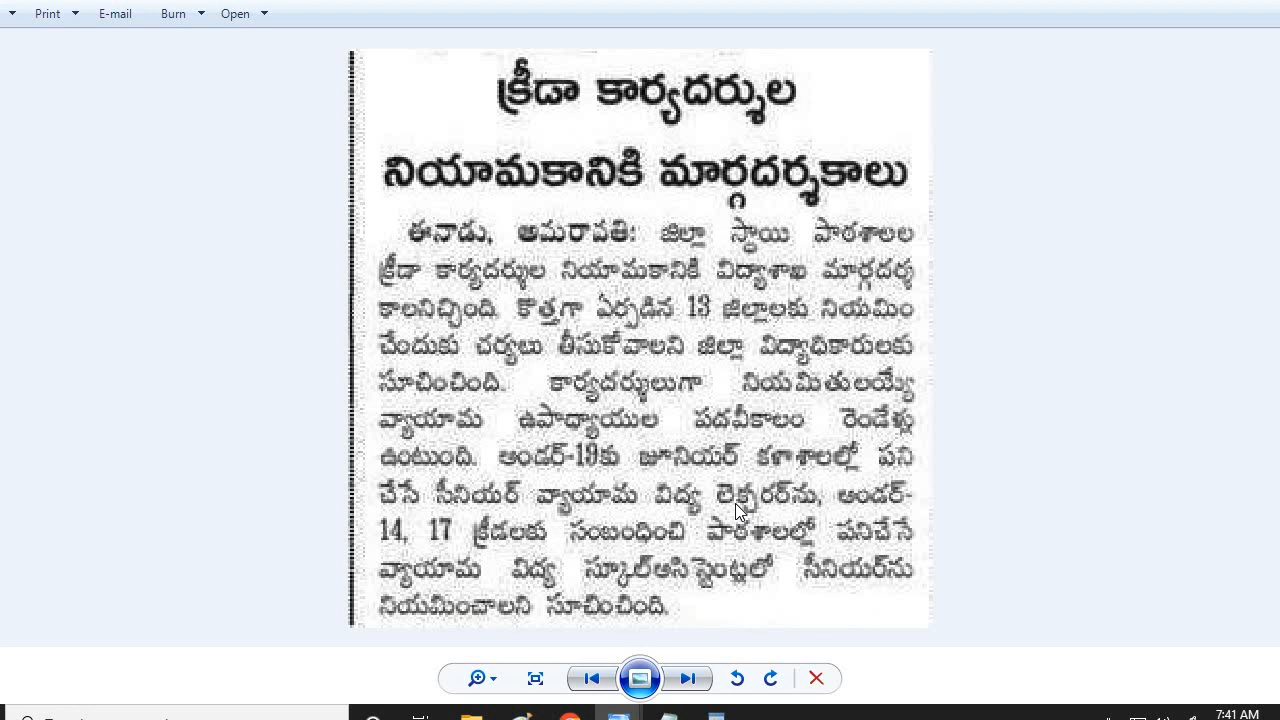 Print E-mail Burn Open
క్రీడా కార్యదర్శుల
నియామకానికి మార్గదర్శకాలు
ఈనాడు, అమరావతి: జిల్లా స్థాయి పాఠశాలల
క్రీడా కార్యదర్శుల నియామకానికి విద్యాశాఖ మార్గదర్శ
కాలనిచ్చింది. కొత్తగా ఏర్పడిన 13 జిల్లాలకు నియమిం
చేందుకు చర్యలు తీసుకోవాలని జిల్లా విద్యాధికారులకు
సూచించింది. కార్యదర్శులుగా నియమితులయ్యే
వ్యాయామ ఉపాధ్యాయుల పదవీకాలం రెండేళ్లు
ఉంటుంది. అండర్-19కు జూనియర్ కళాశాలల్లో పని
చేసే సీనియర్ వ్యాయామ విద్య లెక్చరర్‌ను, అండర్-
14, 17 క్రీడలకు సంబంధించి పాఠశాలల్లో పనిచేసే
వ్యాయామ విద్య స్కూల్‌అసిస్టెంట్లలో సీనియర్‌ను
నియమించాలని సూచించింది.
7:41 AM